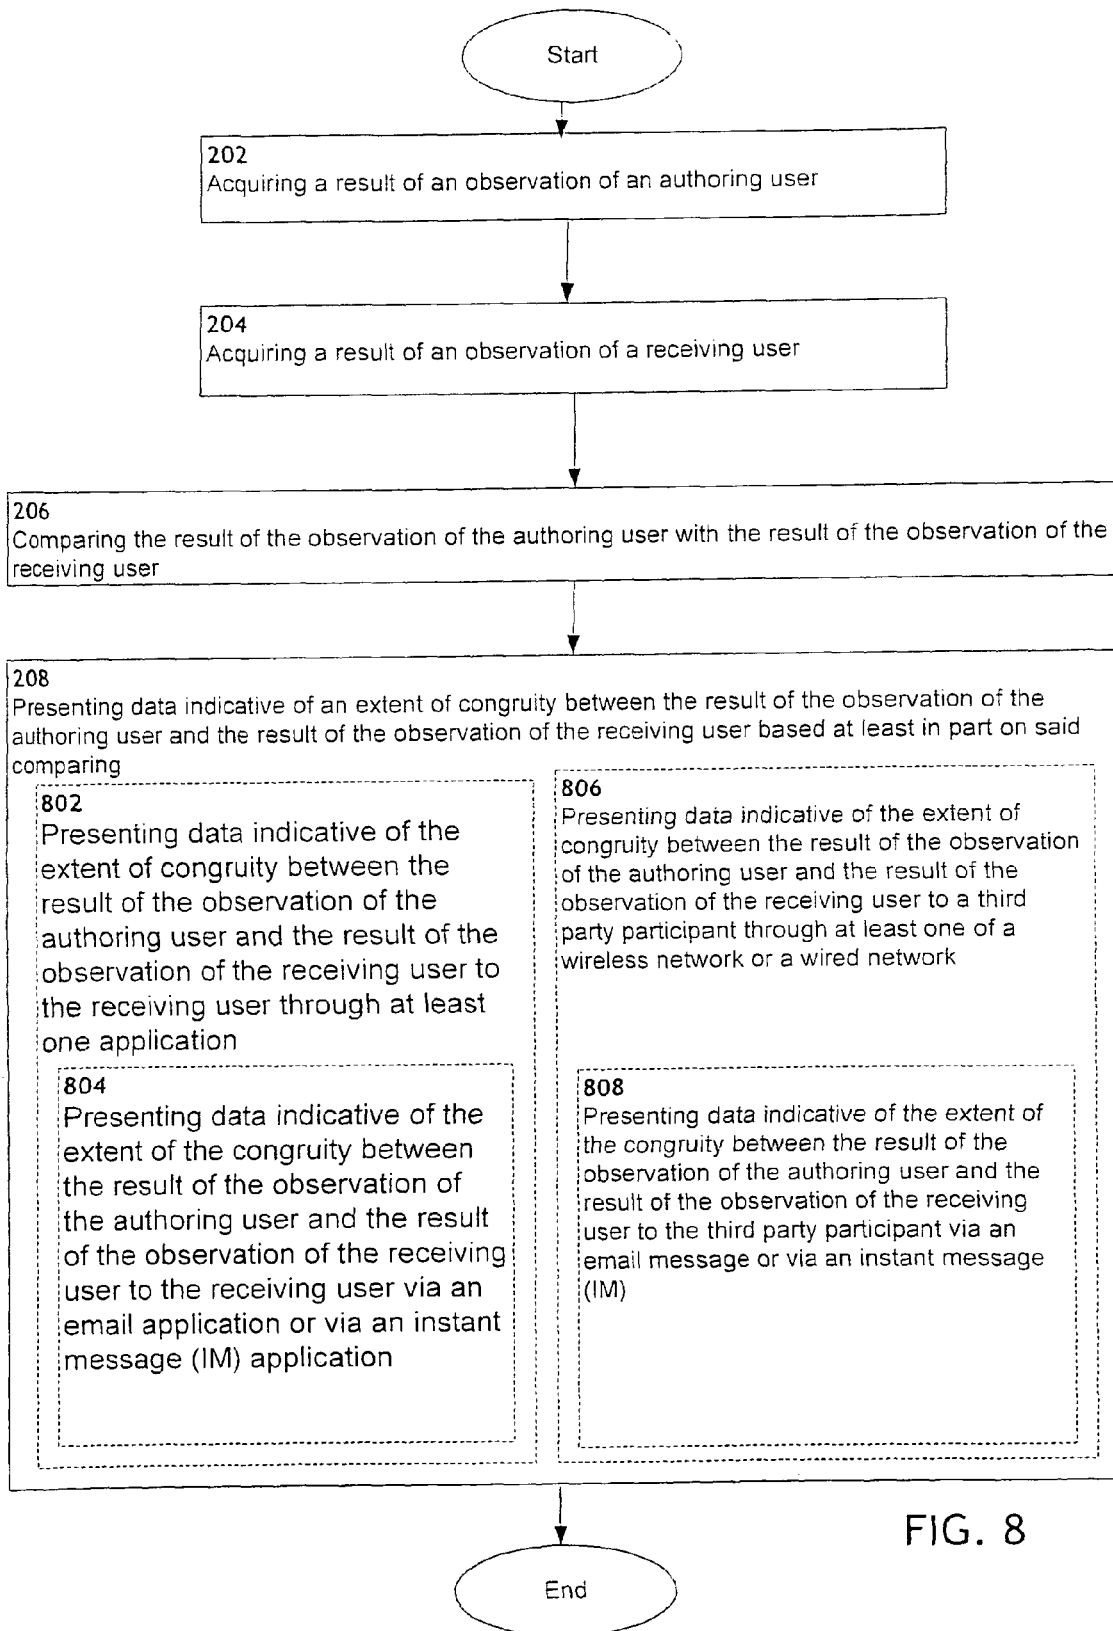 Start
202
Acquiring a result of an observation of an authoring user
204
Acquiring a result of an observation of a receiving user
206
Comparing the result of the observation of the authoring user with the result of the observation of the
receiving user
208
Presenting data indicative of an extent of congruity between the result of the observation of the
authoring user and the result of the observation of the receiving user based at least in part on said
comparing
802
Presenting data indicative of the
extent of congruity between the
result of the observation of the
authoring user and the result of the
observation of the receiving user to
the receiving user through at least
one application
804
Presenting data indicative of the
extent of the congruity between
the result of the observation of
the authoring user and the result
of the observation of the receiving
user to the receiving user via an
email application or via an instant
message (IM) application
806
Presenting data indicative of the extent of
congruity between the result of the observation
of the authoring user and the result of the
observation of the receiving user to a third
party participant through at least one of a
wireless network or a wired network
808
Presenting data indicative of the extent of
the congruity between the result of the
observation of the authoring user and the
result of the observation of the receiving
user to the third party participant via an
email message or via an instant message
(IM)
FIG. 8
End